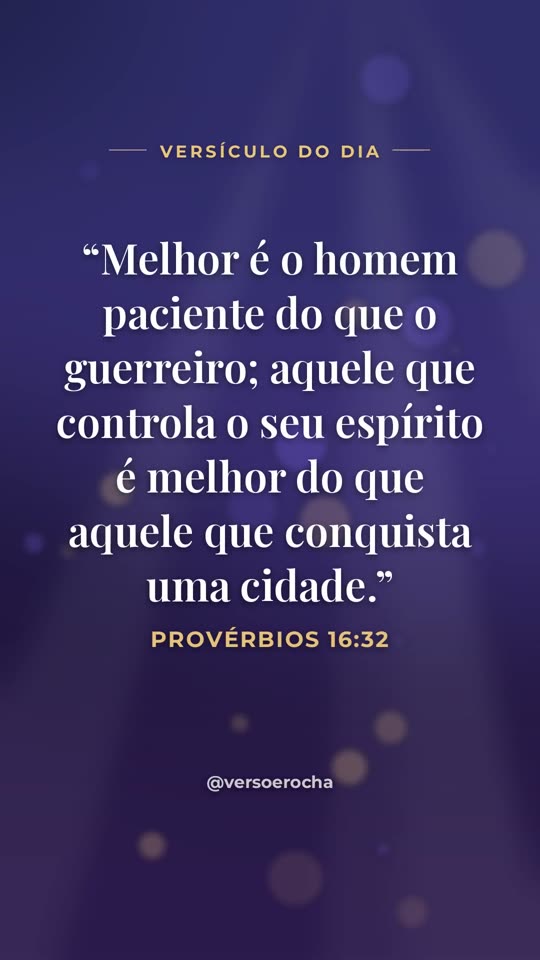 VERSÍCULO DO DIA
“Melhor é o homem
paciente do que o
guerreiro; aquele que
controla o seu espírito
é melhor do que
aquele que conquista
uma cidade.”
PROVÉRBIOS 16:32
@versoerocha